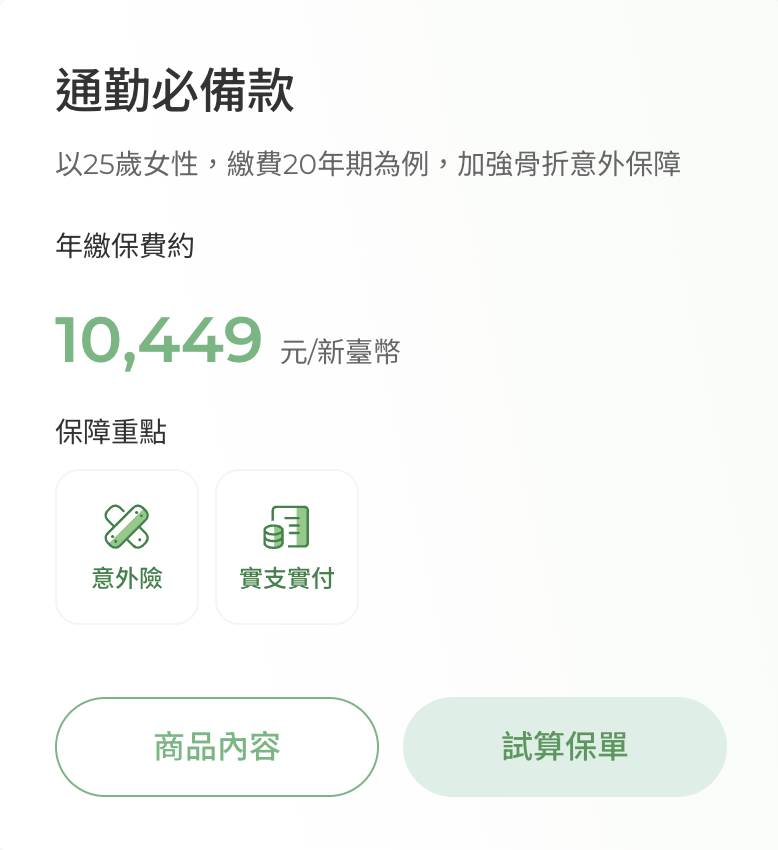 通勤必備款
以25歲女性，繳費20年期為例，加強骨折意外保障
年繳保費約
10,449 元/新臺幣
保障重點
意外險 實支實付
商品內容 試算保單